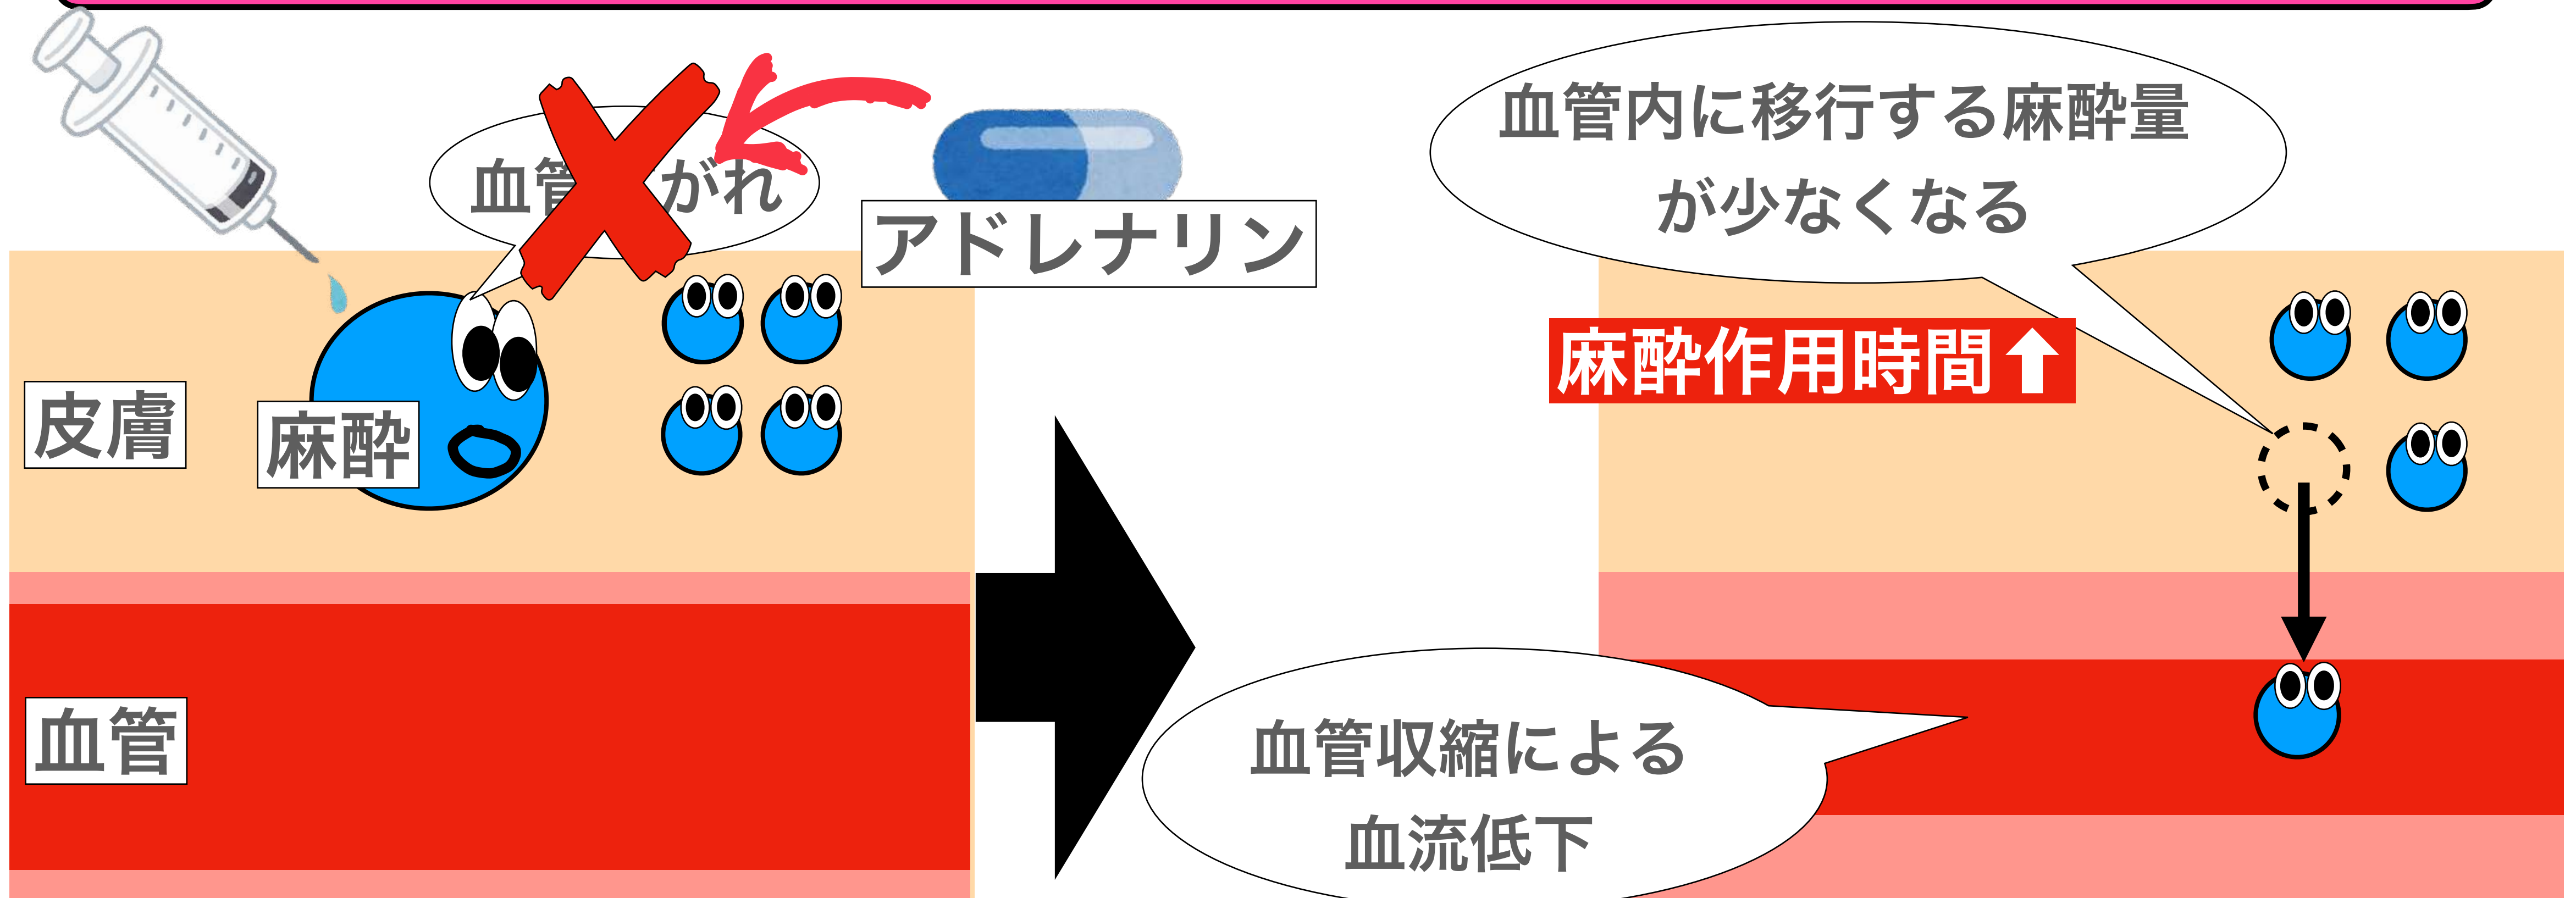 血管
がれ
アドレナリン
皮膚
麻酔
血管
血管内に移行する麻酔量
が少なくなる
麻酔作用時間↑
血管収縮による
血流低下